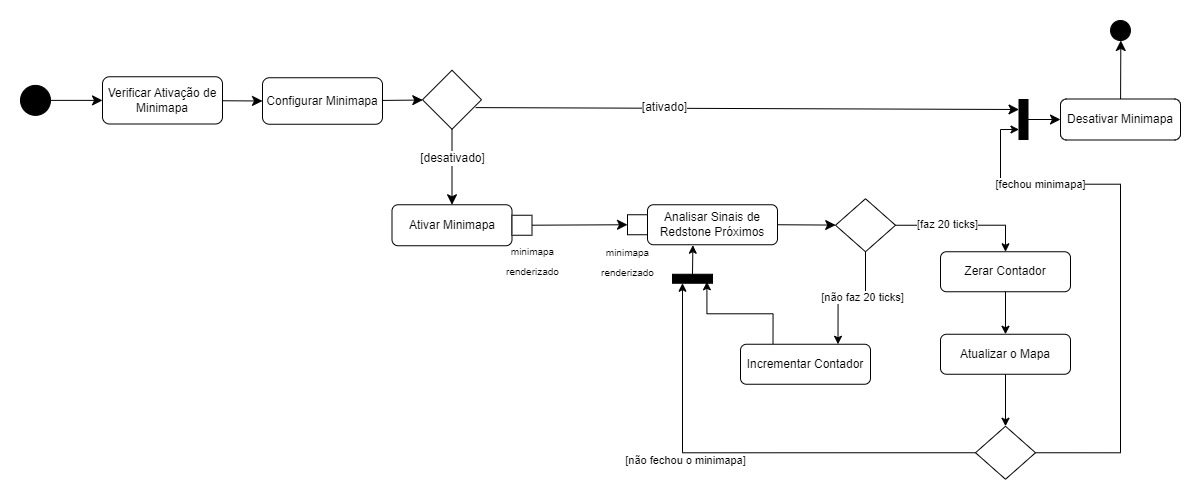 Verificar Ativação de
Minimapa
Configurar Minimapa
[ativado]
Desativar Minimapa
[desativado]
[fechou minimapa]
Ativar Minimapa
minimapa
renderizado
minimapa
renderizado
Analisar Sinais de
Redstone Próximos
[faz 20 ticks]
Zerar Contador
[não faz 20 ticks]
Incrementar Contador
Atualizar o Mapa
[não fechou o minimapa]